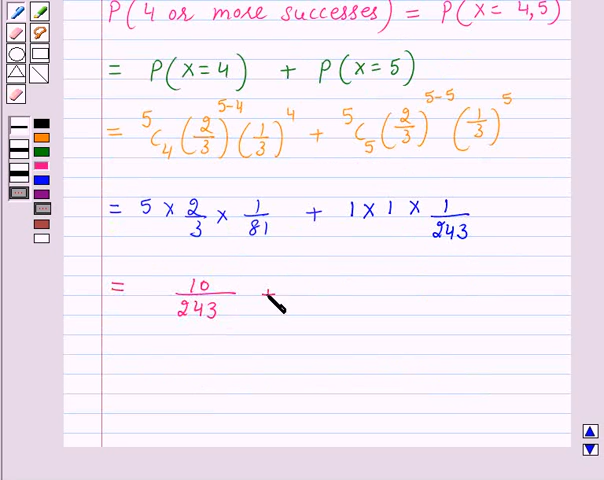 P(4 or more successes) = P(X = 4,5)
= P(X=4) + P(X=5)
= ⁵C₄ (2/3)⁵⁻⁴ (1/3)⁴ + ⁵C₅ (2/3)⁵⁻⁵ (1/3)⁵
= 5 × 2/3 × 1/81 + 1 × 1 × 1/243
= 10/243 +